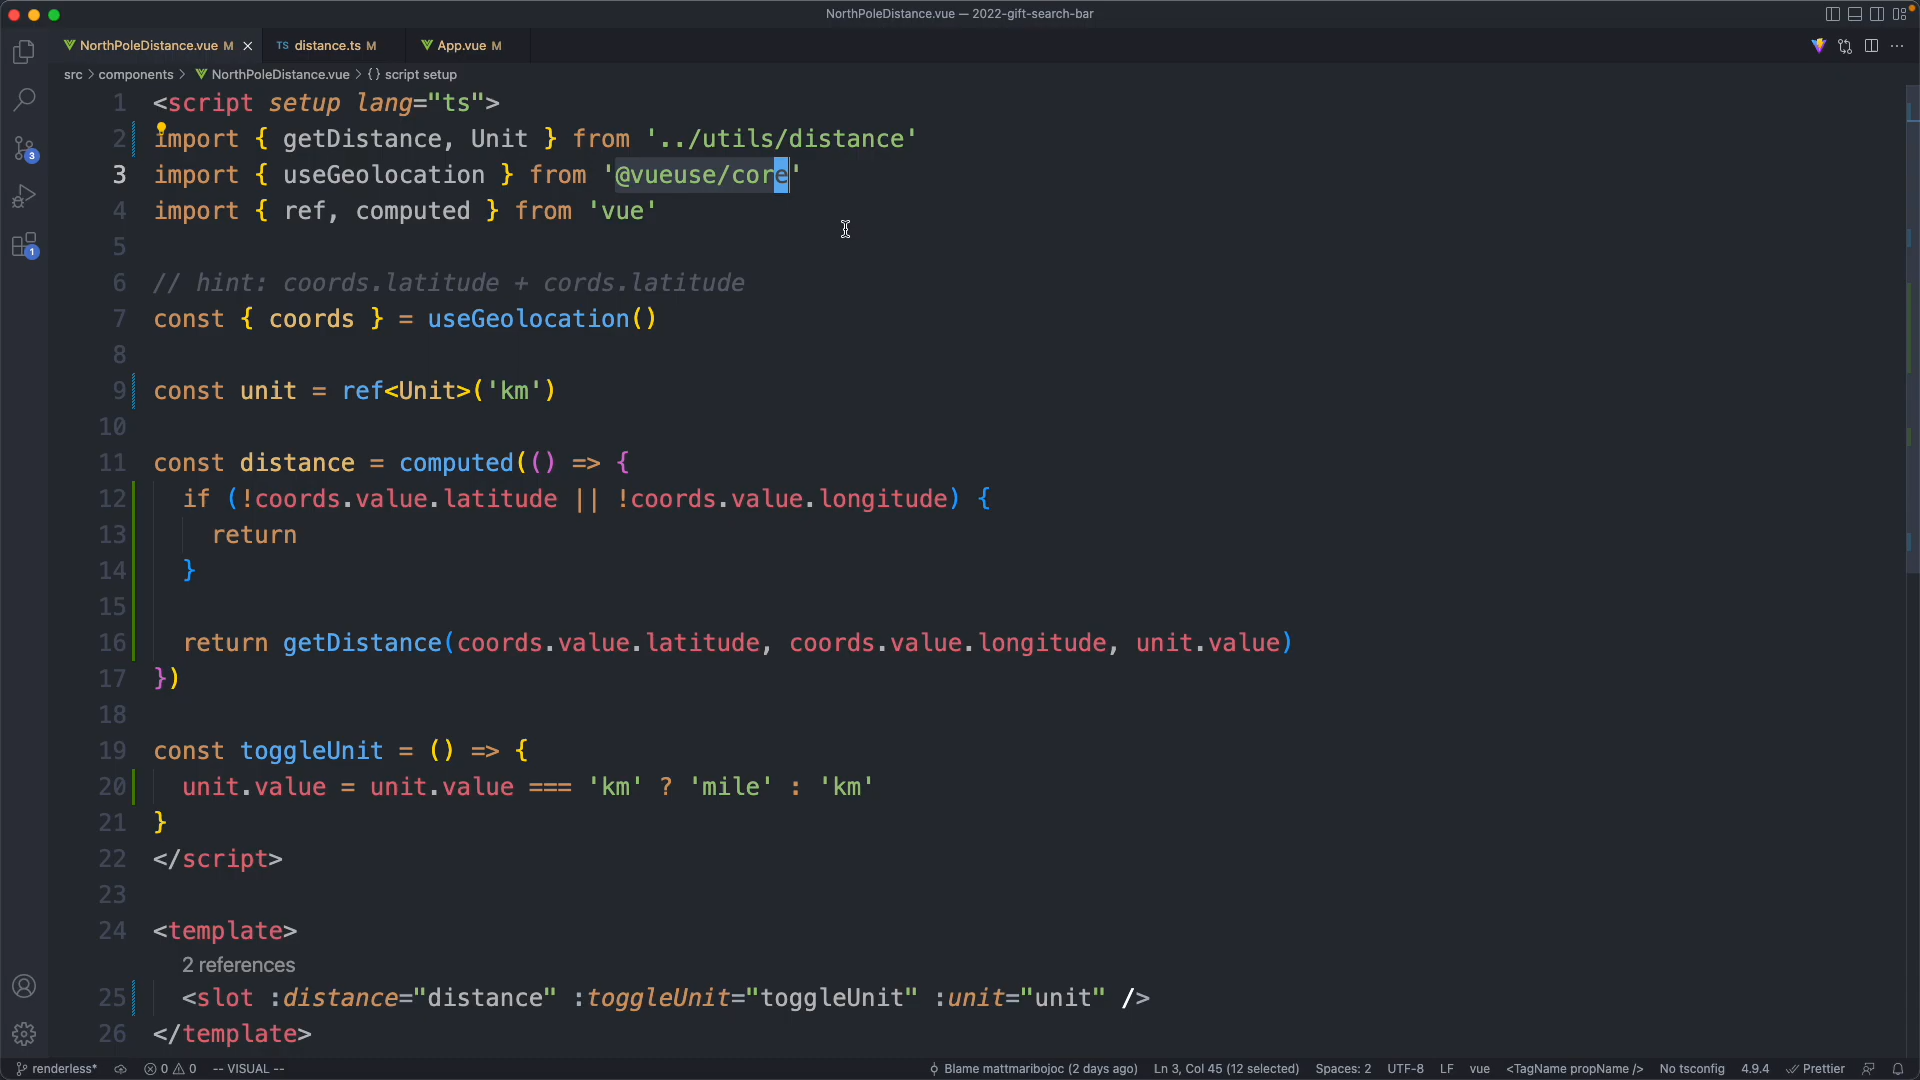 NorthPoleDistance.vue — 2022-gift-search-bar
NorthPoleDistance.vue M
TS distance.ts M
App.vue M
src > components > NorthPoleDistance.vue > {} script setup
1 <script setup lang="ts">
2 import { getDistance, Unit } from '../utils/distance'
3 import { useGeolocation } from '@vueuse/core'
4 import { ref, computed } from 'vue'
5
6 // hint: coords.latitude + cords.latitude
7 const { coords } = useGeolocation()
8
9 const unit = ref<Unit>('km')
10
11 const distance = computed(() => {
12 if (!coords.value.latitude || !coords.value.longitude) {
13 return
14 }
15
16 return getDistance(coords.value.latitude, coords.value.longitude, unit.value)
17 })
18
19 const toggleUnit = () => {
20 unit.value = unit.value === 'km' ? 'mile' : 'km'
21 }
22 </script>
23
24 <template>
2 references
25 <slot :distance="distance" :toggleUnit="toggleUnit" :unit="unit" />
26 </template>
3
1
renderless* 0 0 -- VISUAL -- Blame mattmaribojoc (2 days ago) Ln 3, Col 45 (12 selected) Spaces: 2 UTF-8 LF vue <TagName propName /> No tsconfig 4.9.4 Prettier